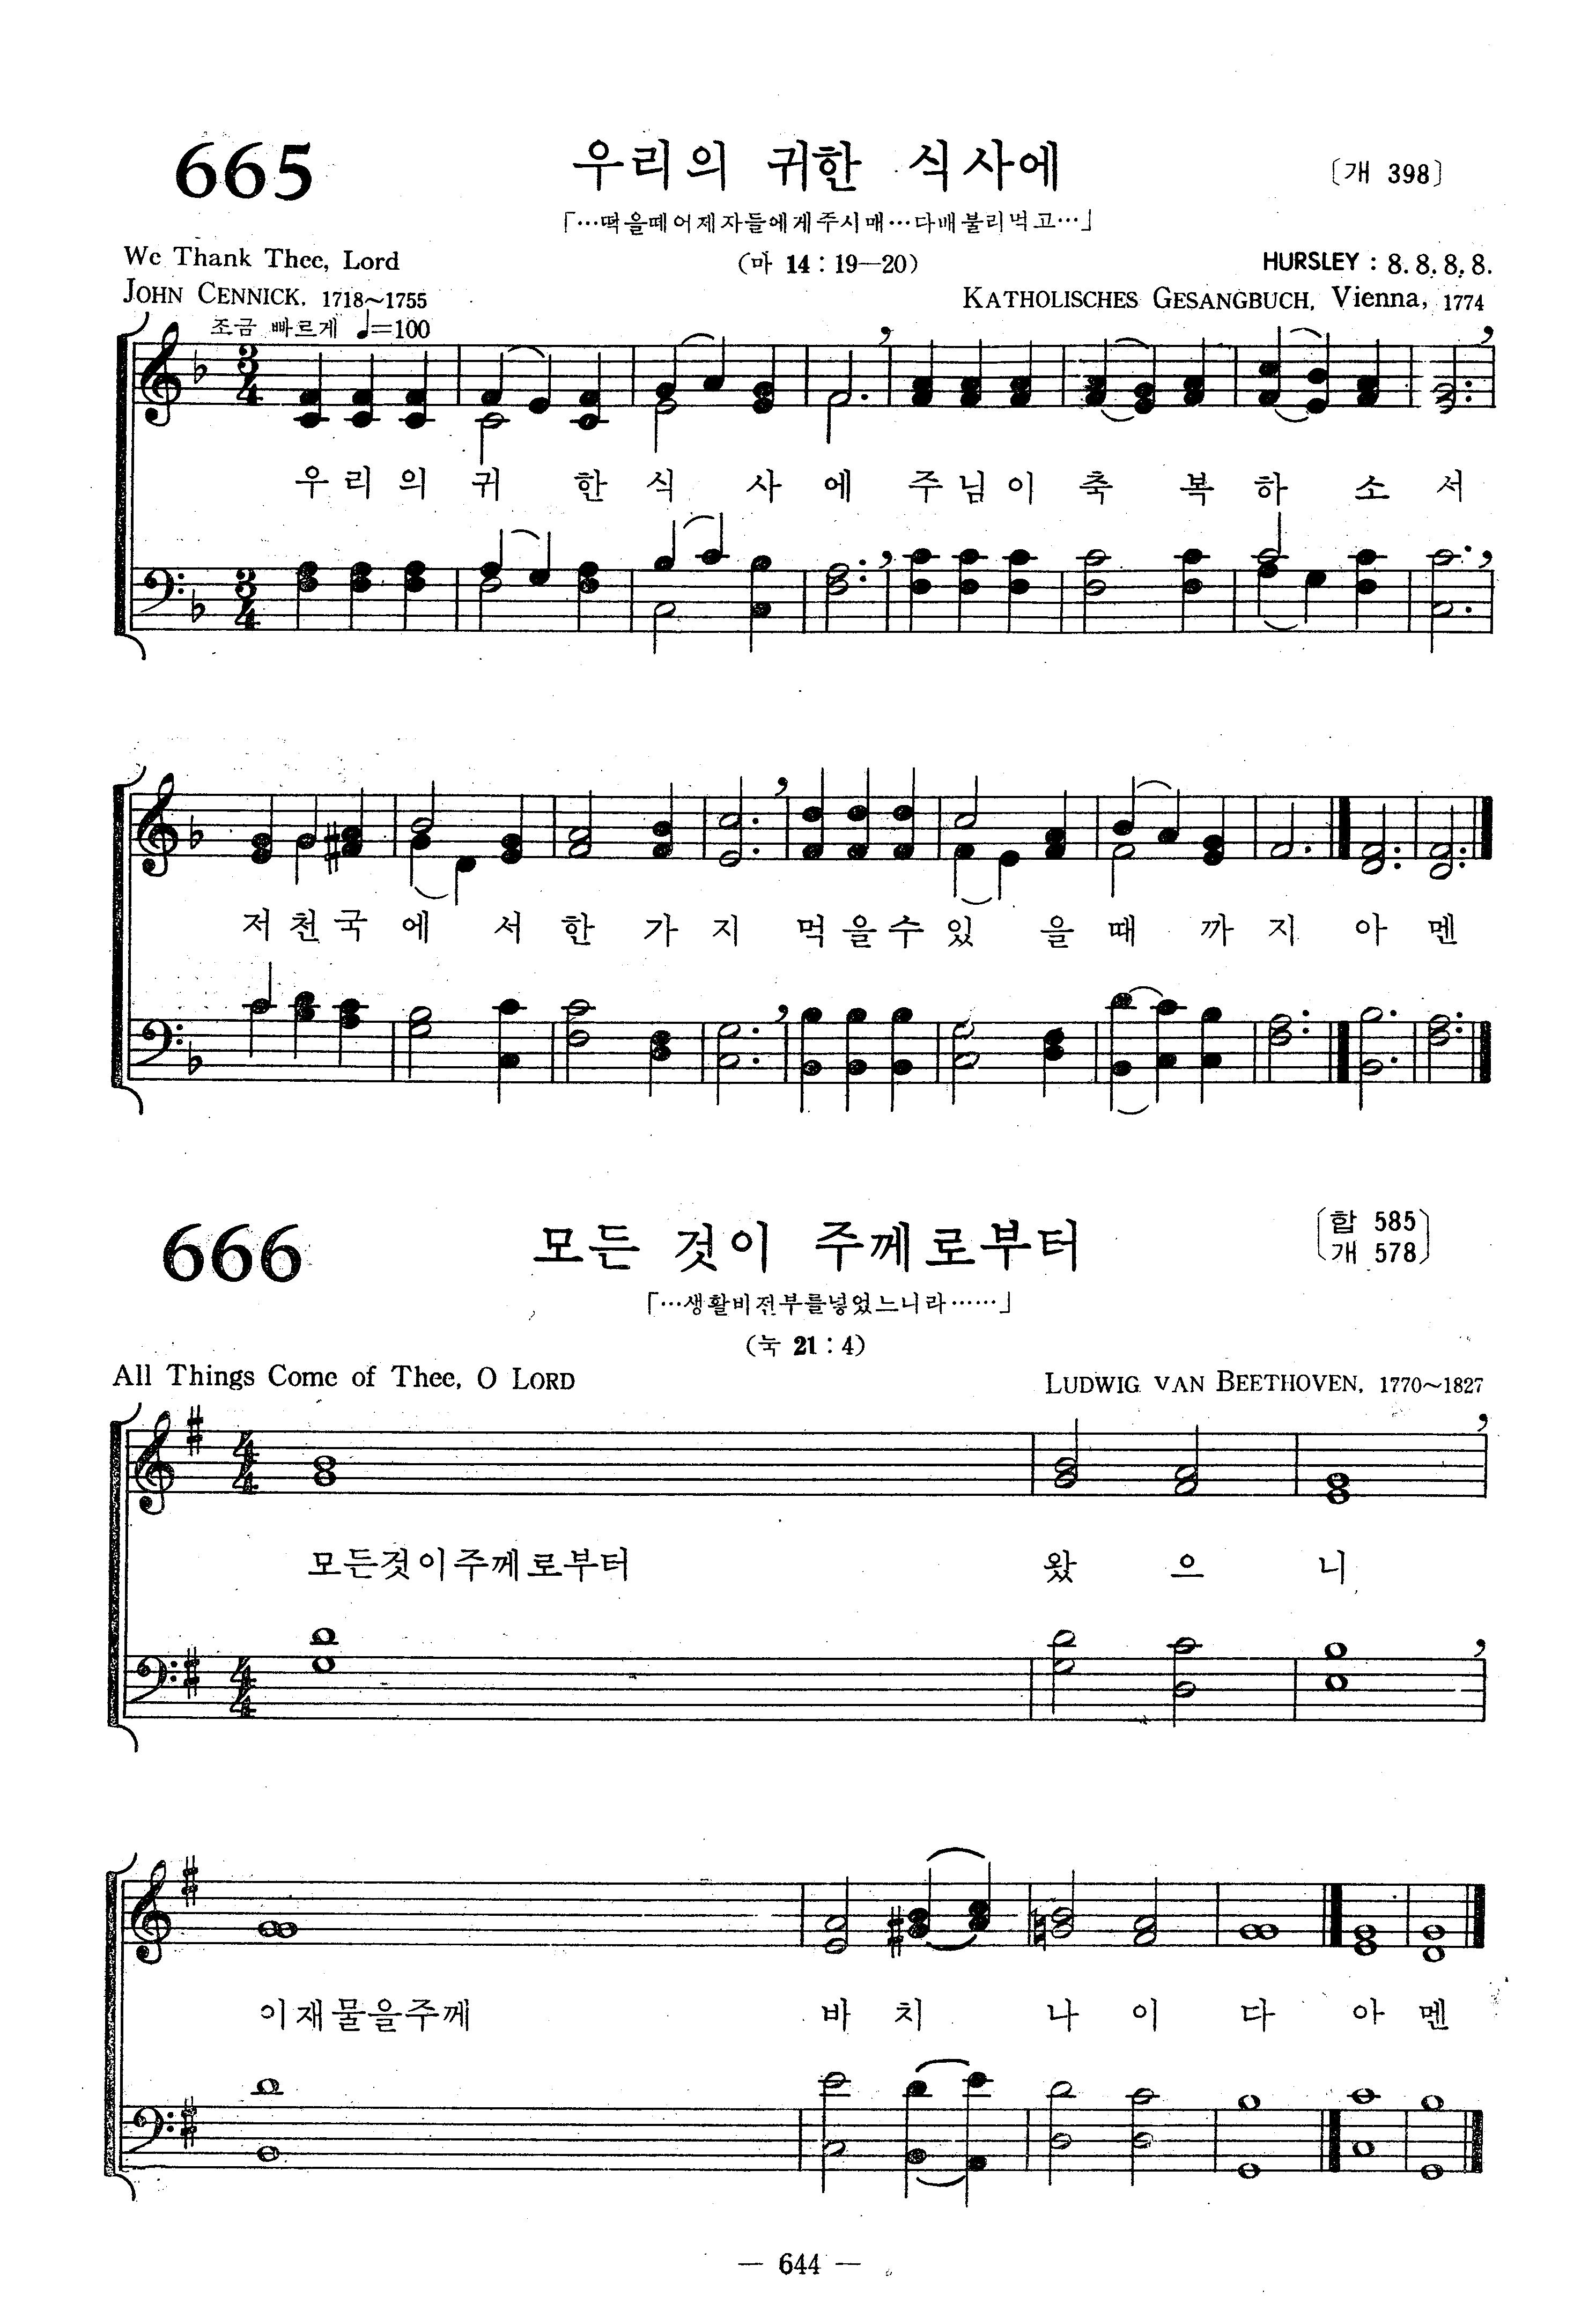 665
우리의 귀한 식사에
〔개 398〕
「…떡을떼어제자들에게주시매…다배불리먹고…」
We Thank Thee, Lord
(마 14 : 19—20)
HURSLEY : 8. 8. 8. 8.
JOHN CENNICK, 1718~1755
KATHOLISCHES GESANGBUCH, Vienna, 1774
조금 빠르게 ♩=100
우 리 의 귀 한 식 사 에 주 님 이 축 복 하 소 서
저 천 국 에 서 한 가 지 먹 을 수 있 을 때 까 지 아 멘
666
모든 것이 주께로부터
〔합 585〕
〔개 578〕
「…생활비전부를넣었느니라……」
(눅 21 : 4)
All Things Come of Thee, O LORD
LUDWIG VAN BEETHOVEN, 1770~1827
모든것이주께로부터 왔 으 니
이재물을주께 바 치 나 이 다 아 멘
— 644 —